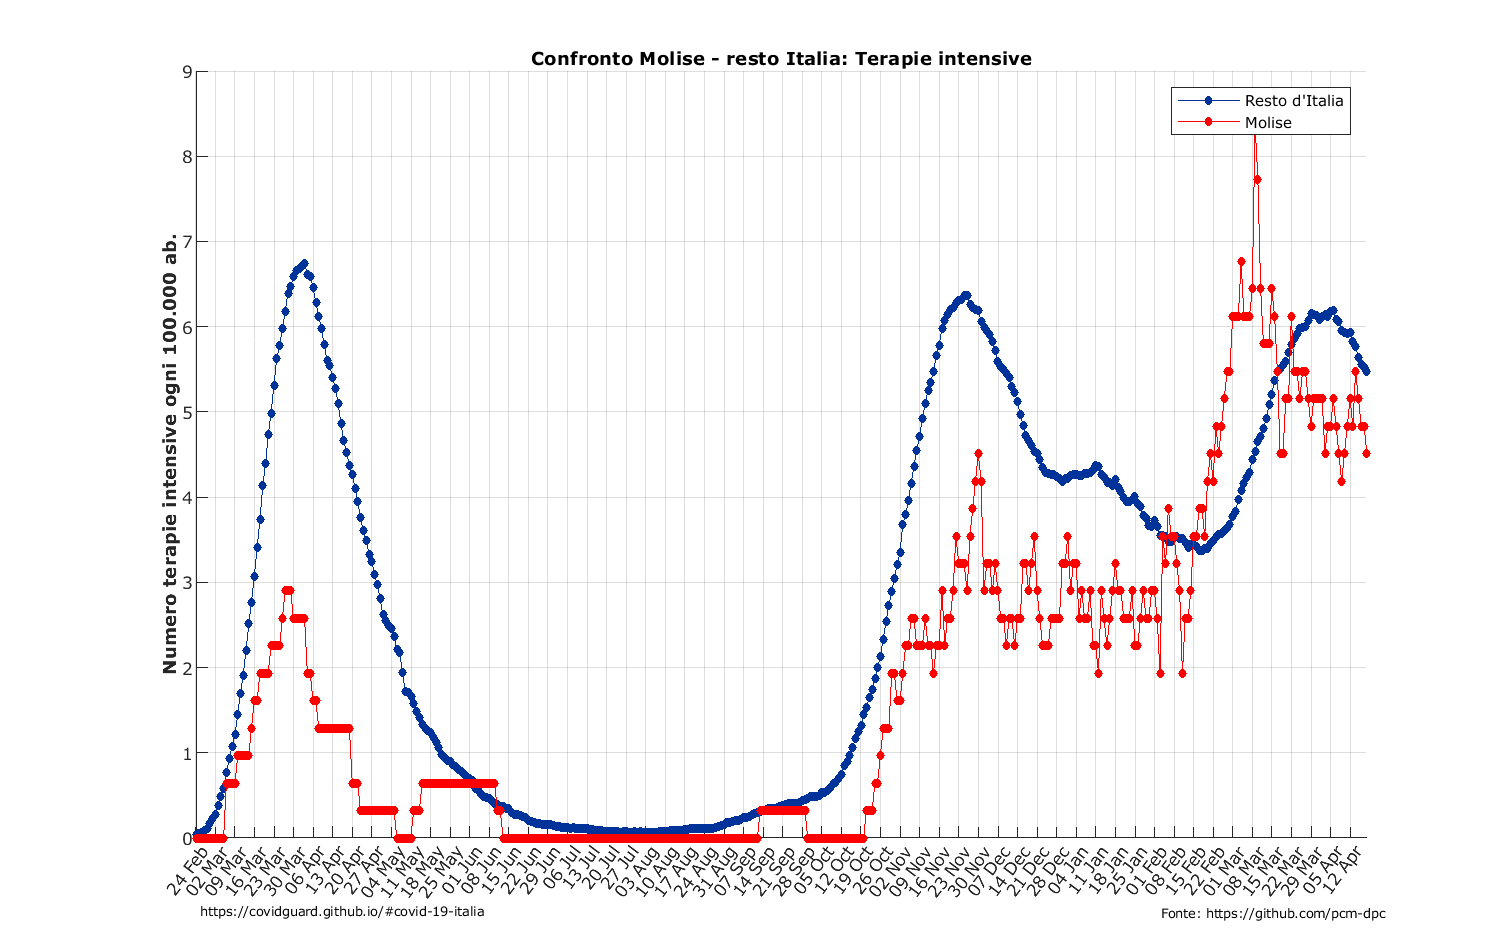 Confronto Molise - resto Italia: Terapie intensive
Resto d'Italia
Molise
Numero terapie intensive ogni 100.000 ab.
9
8
7
6
5
4
3
2
1
0
24 Feb
02 Mar
09 Mar
16 Mar
23 Mar
30 Mar
06 Apr
13 Apr
20 Apr
27 Apr
04 May
11 May
18 May
25 May
01 Jun
08 Jun
15 Jun
22 Jun
29 Jun
06 Jul
13 Jul
20 Jul
27 Jul
03 Aug
10 Aug
17 Aug
24 Aug
31 Aug
07 Sep
14 Sep
21 Sep
28 Sep
05 Oct
12 Oct
19 Oct
26 Oct
02 Nov
09 Nov
16 Nov
23 Nov
30 Nov
07 Dec
14 Dec
21 Dec
28 Dec
04 Jan
11 Jan
18 Jan
25 Jan
01 Feb
08 Feb
15 Feb
22 Feb
01 Mar
08 Mar
15 Mar
22 Mar
29 Mar
05 Apr
12 Apr
https://covidguard.github.io/#covid-19-italia
Fonte: https://github.com/pcm-dpc